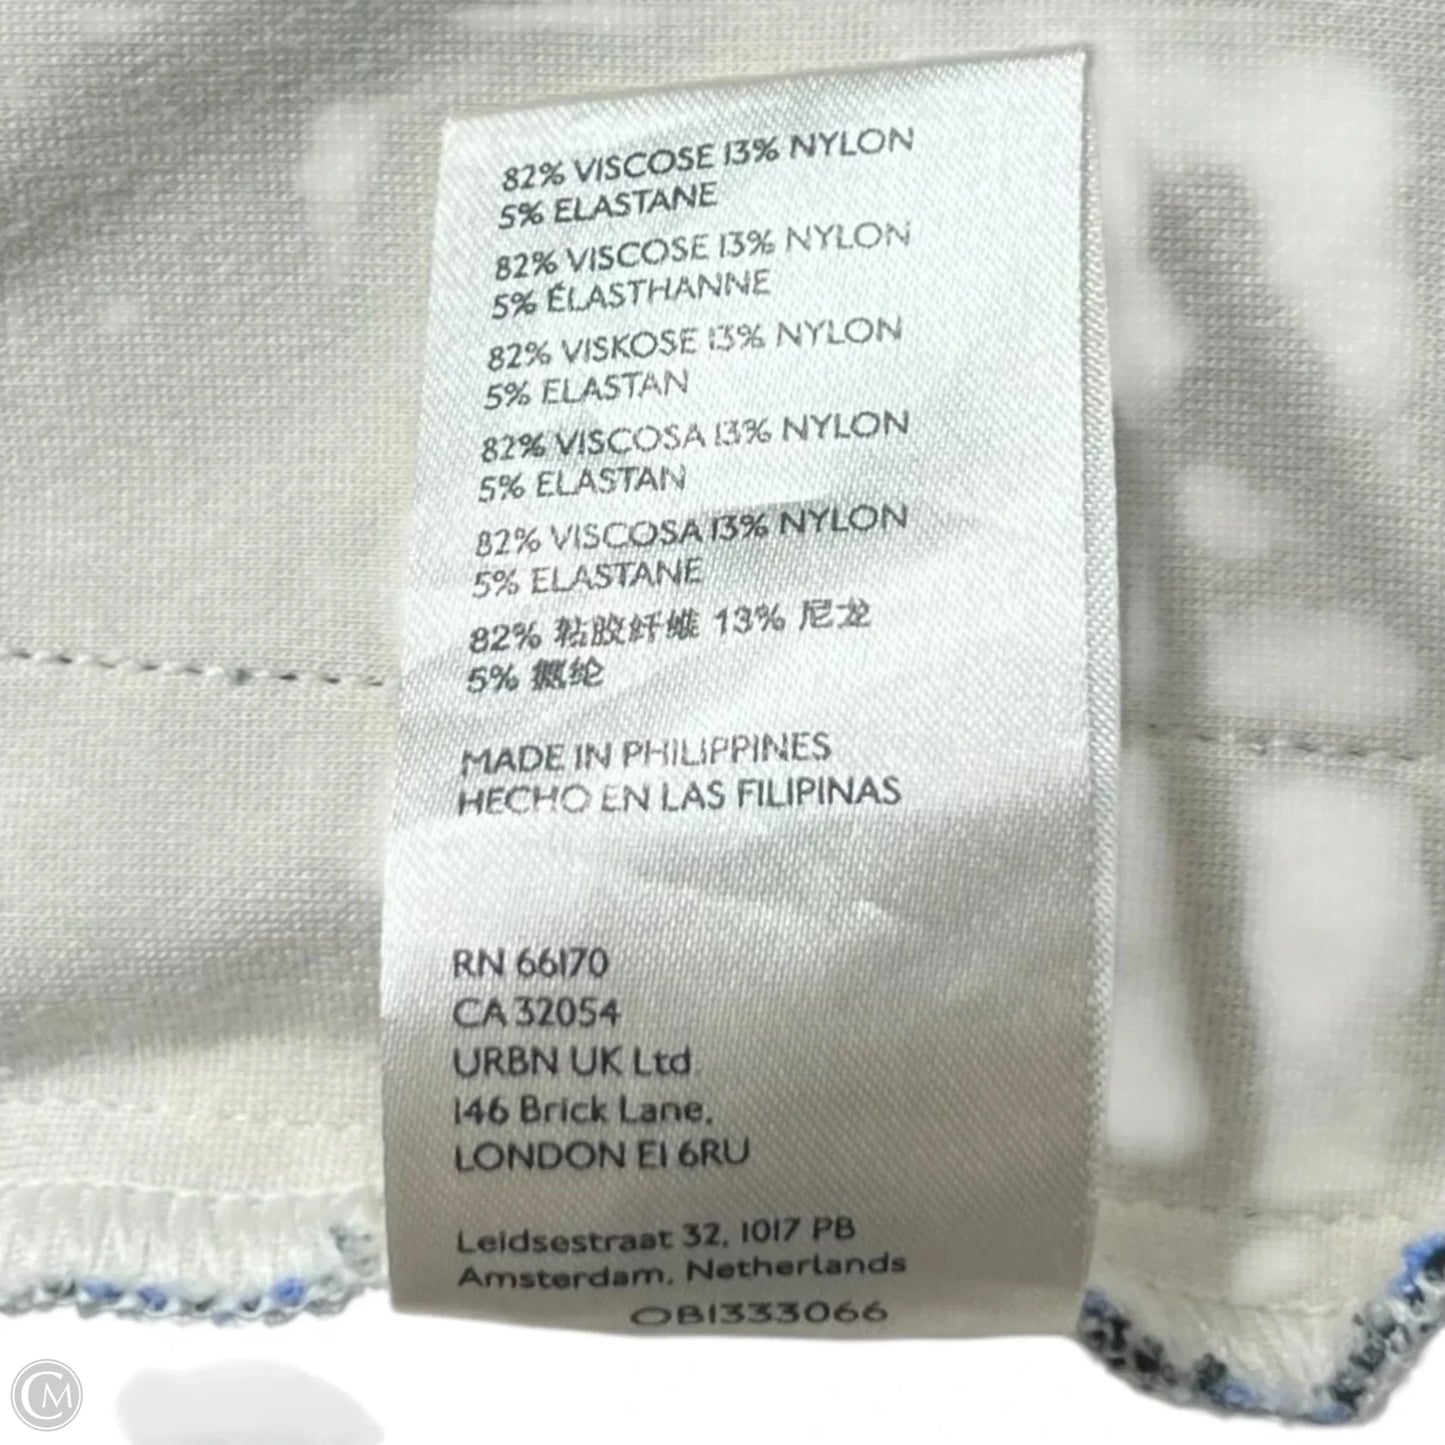 82% VISCOSE 13% NYLON
5% ELASTANE
82% VISCOSE 13% NYLON
5% ÉLASTHANNE
82% VISKOSE 13% NYLON
5% ELASTAN
82% VISCOSA 13% NYLON
5% ELASTAN
82% VISCOSA 13% NYLON
5% ELASTANE
82% 粘胶纤维 13% 尼龙
5% 氨纶
MADE IN PHILIPPINES
HECHO EN LAS FILIPINAS
RN 66170
CA 32054
URBN UK Ltd.
146 Brick Lane,
LONDON E1 6RU
Leidsestraat 32, 1017 PB
Amsterdam, Netherlands
OB1333066
CM